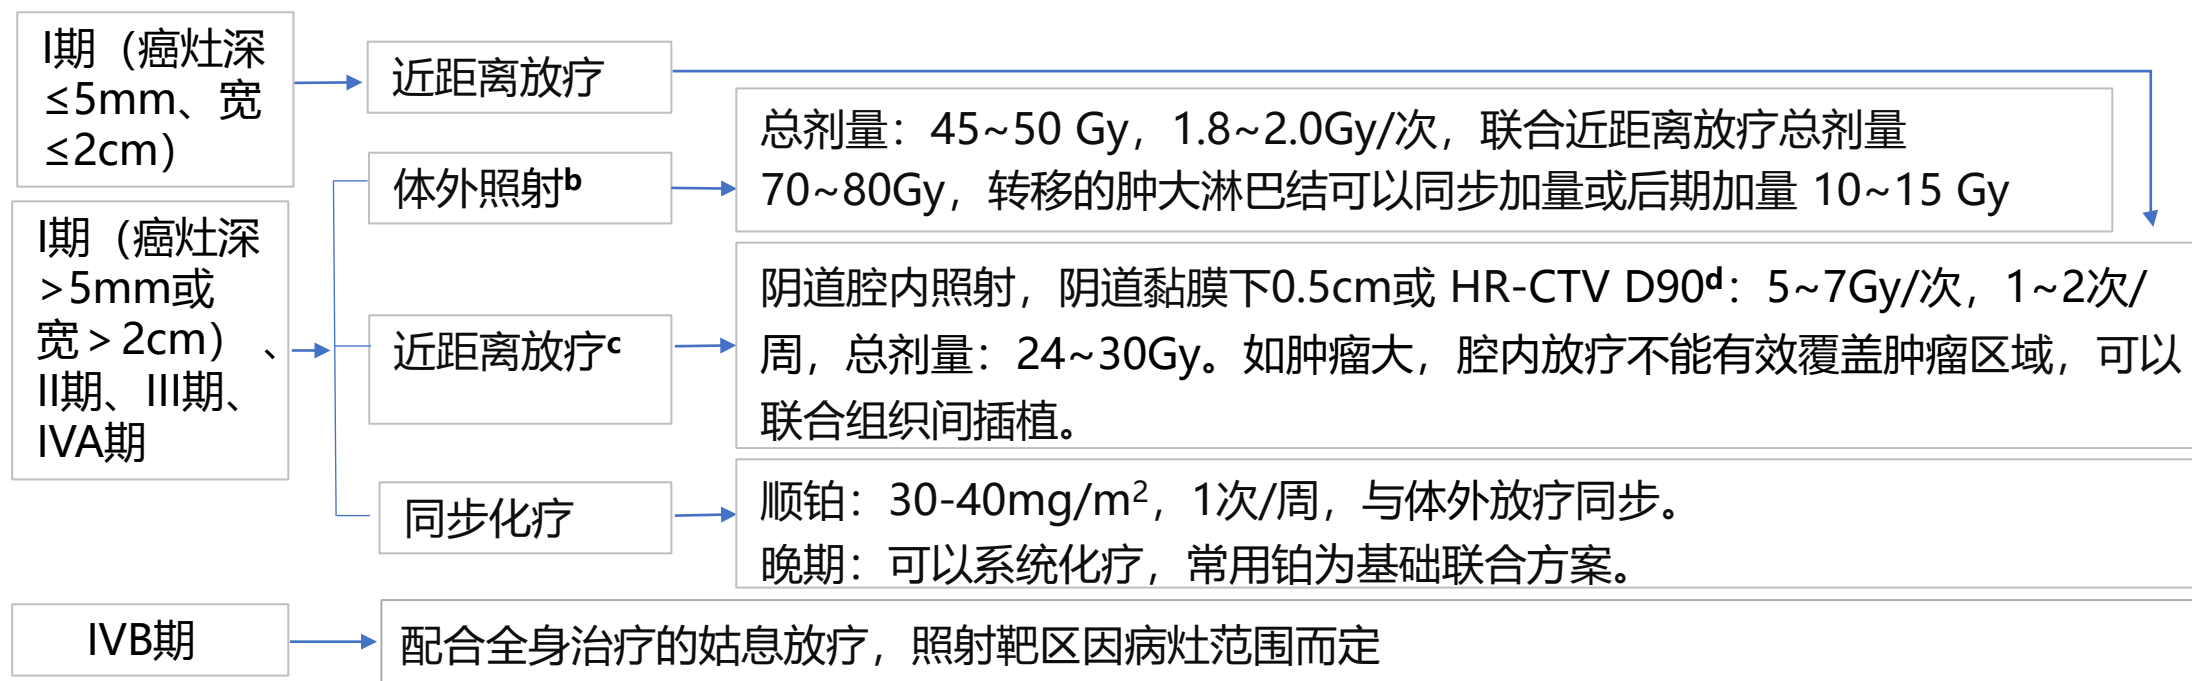 I期（癌灶深
≤5mm、宽
≤2cm）
近距离放疗
体外照射b
总剂量：45~50 Gy，1.8~2.0Gy/次，联合近距离放疗总剂量
70~80Gy，转移的肿大淋巴结可以同步加量或后期加量 10~15 Gy
I期（癌灶深
>5mm或
宽＞2cm）、
II期、III期、
IVA期
近距离放疗c
阴道腔内照射，阴道黏膜下0.5cm或 HR-CTV D90d：5~7Gy/次，1~2次/
周，总剂量：24~30Gy。如肿瘤大，腔内放疗不能有效覆盖肿瘤区域，可以
联合组织间插植。
同步化疗
顺铂：30-40mg/m²，1次/周，与体外放疗同步。
晚期：可以系统化疗，常用铂为基础联合方案。
IVB期
配合全身治疗的姑息放疗，照射靶区因病灶范围而定